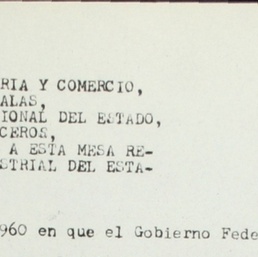 RIA Y COMERCIO,
ALAS,
IONAL DEL ESTADO,
CEROS,
A ESTA MESA RE-
STRIAL DEL ESTA-
960 en que el Gobierno Fede